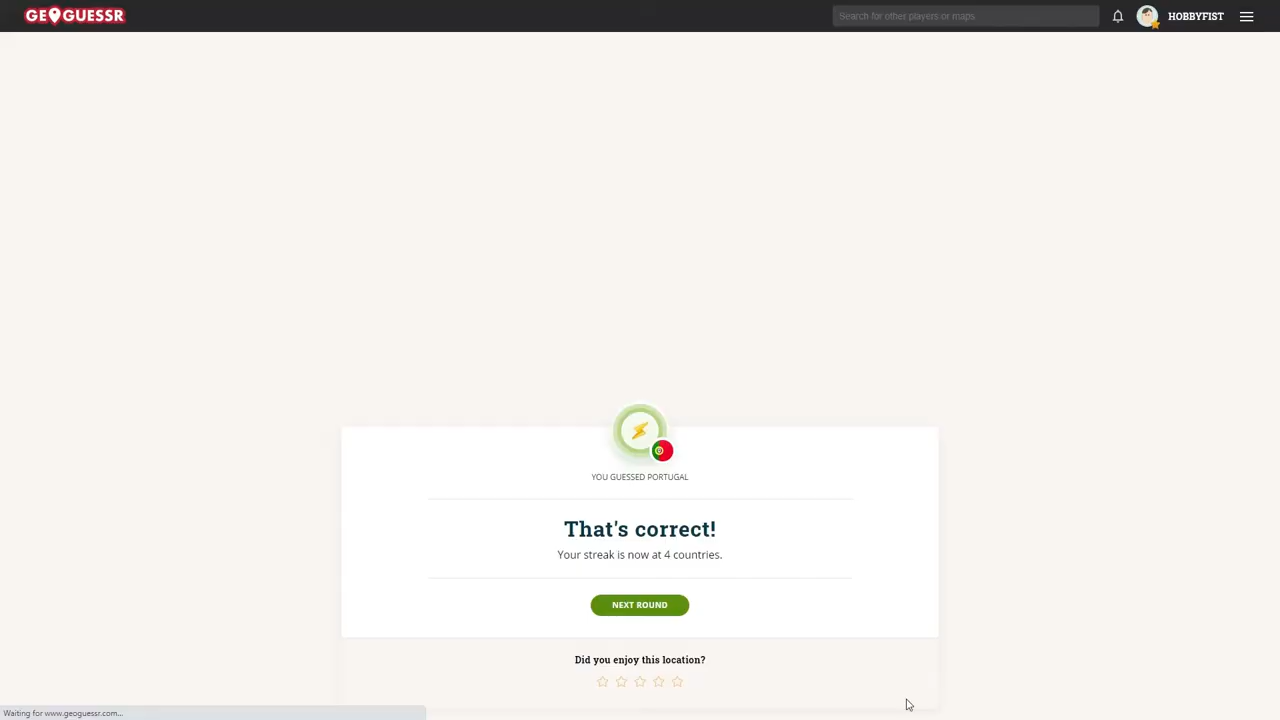 GEOGUESSR
Search for other players or maps
HOBBYFIST
YOU GUESSED PORTUGAL
That's correct!
Your streak is now at 4 countries.
NEXT ROUND
Did you enjoy this location?
Waiting for www.geoguessr.com...